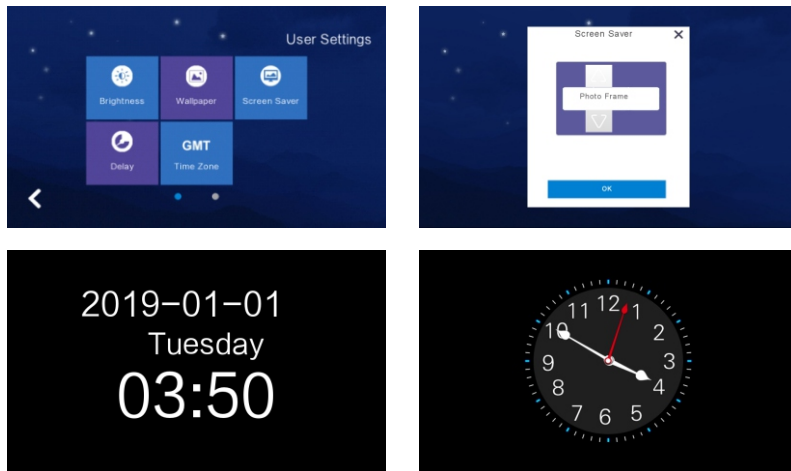 User Settings
Brightness
Wallpaper
Screen Saver
GMT
Delay
Time Zone
Screen Saver
Photo Frame
OK
2019-01-01
Tuesday
03:50
12
1
2
3
4
5
6
7
8
9
10
11